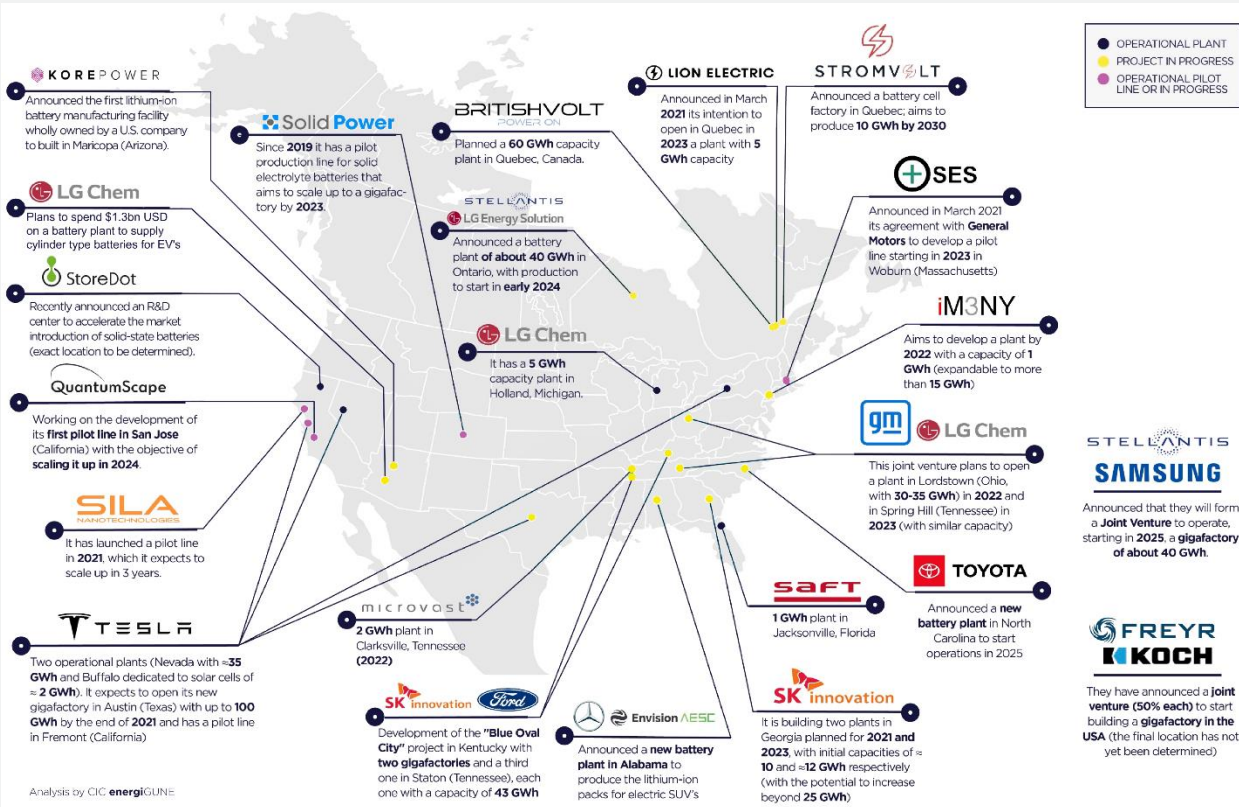 KOREPOWER
Announced the first lithium-ion
battery manufacturing facility
wholly owned by a U.S. company
to built in Maricopa (Arizona).
LG Chem
Plans to spend $1.3bn USD
on a battery plant to supply
cylinder type batteries for EV's
StoreDot
Recently announced an R&D
center to accelerate the market
introduction of solid-state batteries
(exact location to be determined).
QuantumScape
Working on the development of
its first pilot line in San Jose
(California) with the objective of
scaling it up in 2024.
SILA
NANOTECHNOLOGIES
It has launched a pilot line
in 2021, which it expects to
scale up in 3 years.
TESLA
Two operational plants (Nevada with ≈35
GWh and Buffalo dedicated to solar cells of
≈ 2 GWh). It expects to open its new
gigafactory in Austin (Texas) with up to 100
GWh by the end of 2021 and has a pilot line
in Fremont (California)
Analysis by CIC energiGUNE
Solid Power
Since 2019 it has a pilot
production line for solid
electrolyte batteries that
aims to scale up to a gigafac-
tory by 2023.
BRITISHVOLT
POWER ON
Planned a 60 GWh capacity
plant in Quebec, Canada.
STELLANTIS
LG Energy Solution
Announced a battery
plant of about 40 GWh in
Ontario, with production
to start in early 2024
LG Chem
It has a 5 GWh
capacity plant in
Holland, Michigan.
microvast
2 GWh plant in
Clarksville, Tennessee
(2022)
SK innovation Ford
Development of the "Blue Oval
City" project in Kentucky with
two gigafactories and a third
one in Staton (Tennessee), each
one with a capacity of 43 GWh
Envision AESC
Announced a new battery
plant in Alabama to
produce the lithium-ion
packs for electric SUV's
LION ELECTRIC
Announced in March
2021 its intention to
open in Quebec in
2023 a plant with 5
GWh capacity
STROMVOLT
Announced a battery cell
factory in Quebec; aims to
produce 10 GWh by 2030
SES
Announced in March 2021
its agreement with General
Motors to develop a pilot
line starting in 2023 in
Woburn (Massachusetts)
iM3NY
Aims to develop a plant by
2022 with a capacity of 1
GWh (expandable to more
than 15 GWh)
gm LG Chem
This joint venture plans to open
a plant in Lordstown (Ohio,
with 30-35 GWh) in 2022 and
in Spring Hill (Tennessee) in
2023 (with similar capacity)
TOYOTA
Announced a new
battery plant in North
Carolina to start
operations in 2025
saft
1 GWh plant in
Jacksonville, Florida
SK innovation
It is building two plants in
Georgia planned for 2021 and
2023, with initial capacities of ≈
10 and ≈12 GWh respectively
(with the potential to increase
beyond 25 GWh)
OPERATIONAL PLANT
PROJECT IN PROGRESS
OPERATIONAL PILOT
LINE OR IN PROGRESS
STELLANTIS
SAMSUNG
Announced that they will form
a Joint Venture to operate,
starting in 2025, a gigafactory
of about 40 GWh.
FREYR
KOCH
They have announced a joint
venture (50% each) to start
building a gigafactory in the
USA (the final location has not
yet been determined)